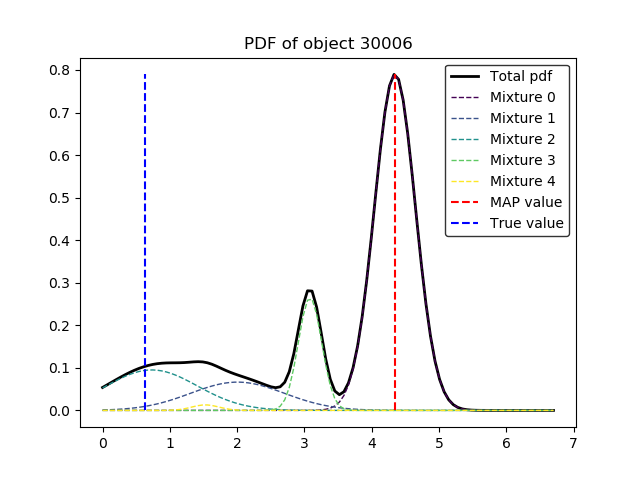 PDF of object 30006
0.8
0.7
0.6
0.5
0.4
0.3
0.2
0.1
0.0
0 1 2 3 4 5 6 7
Total pdf
Mixture 0
Mixture 1
Mixture 2
Mixture 3
Mixture 4
MAP value
True value